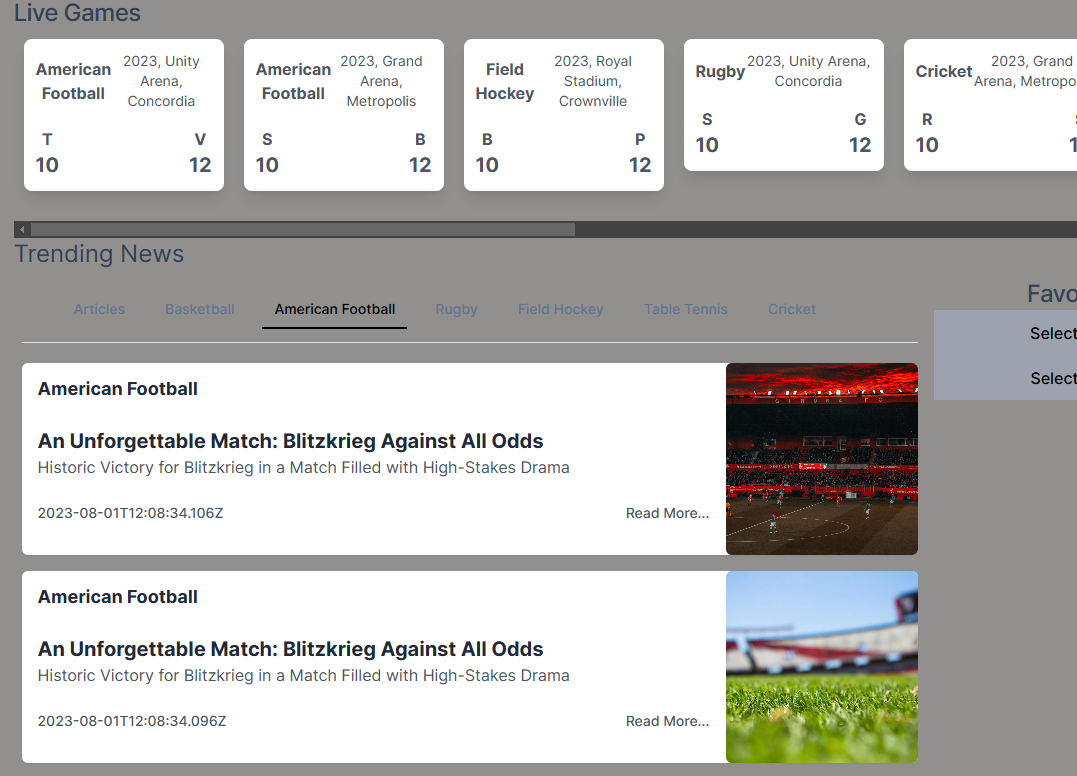 Live Games
American
Football
2023, Unity
Arena,
Concordia
T
V
10
12
American
Football
2023, Grand
Arena,
Metropolis
S
B
10
12
Field
Hockey
2023, Royal
Stadium,
Crownville
B
P
10
12
Rugby
2023, Unity Arena,
Concordia
S
G
10
12
Cricket
2023, Grand
Arena, Metropo
R
10
Trending News
Articles Basketball American Football Rugby Field Hockey Table Tennis Cricket
Favo
Select
Select
American Football
An Unforgettable Match: Blitzkrieg Against All Odds
Historic Victory for Blitzkrieg in a Match Filled with High-Stakes Drama
2023-08-01T12:08:34.106Z
Read More...
American Football
An Unforgettable Match: Blitzkrieg Against All Odds
Historic Victory for Blitzkrieg in a Match Filled with High-Stakes Drama
2023-08-01T12:08:34.096Z
Read More...